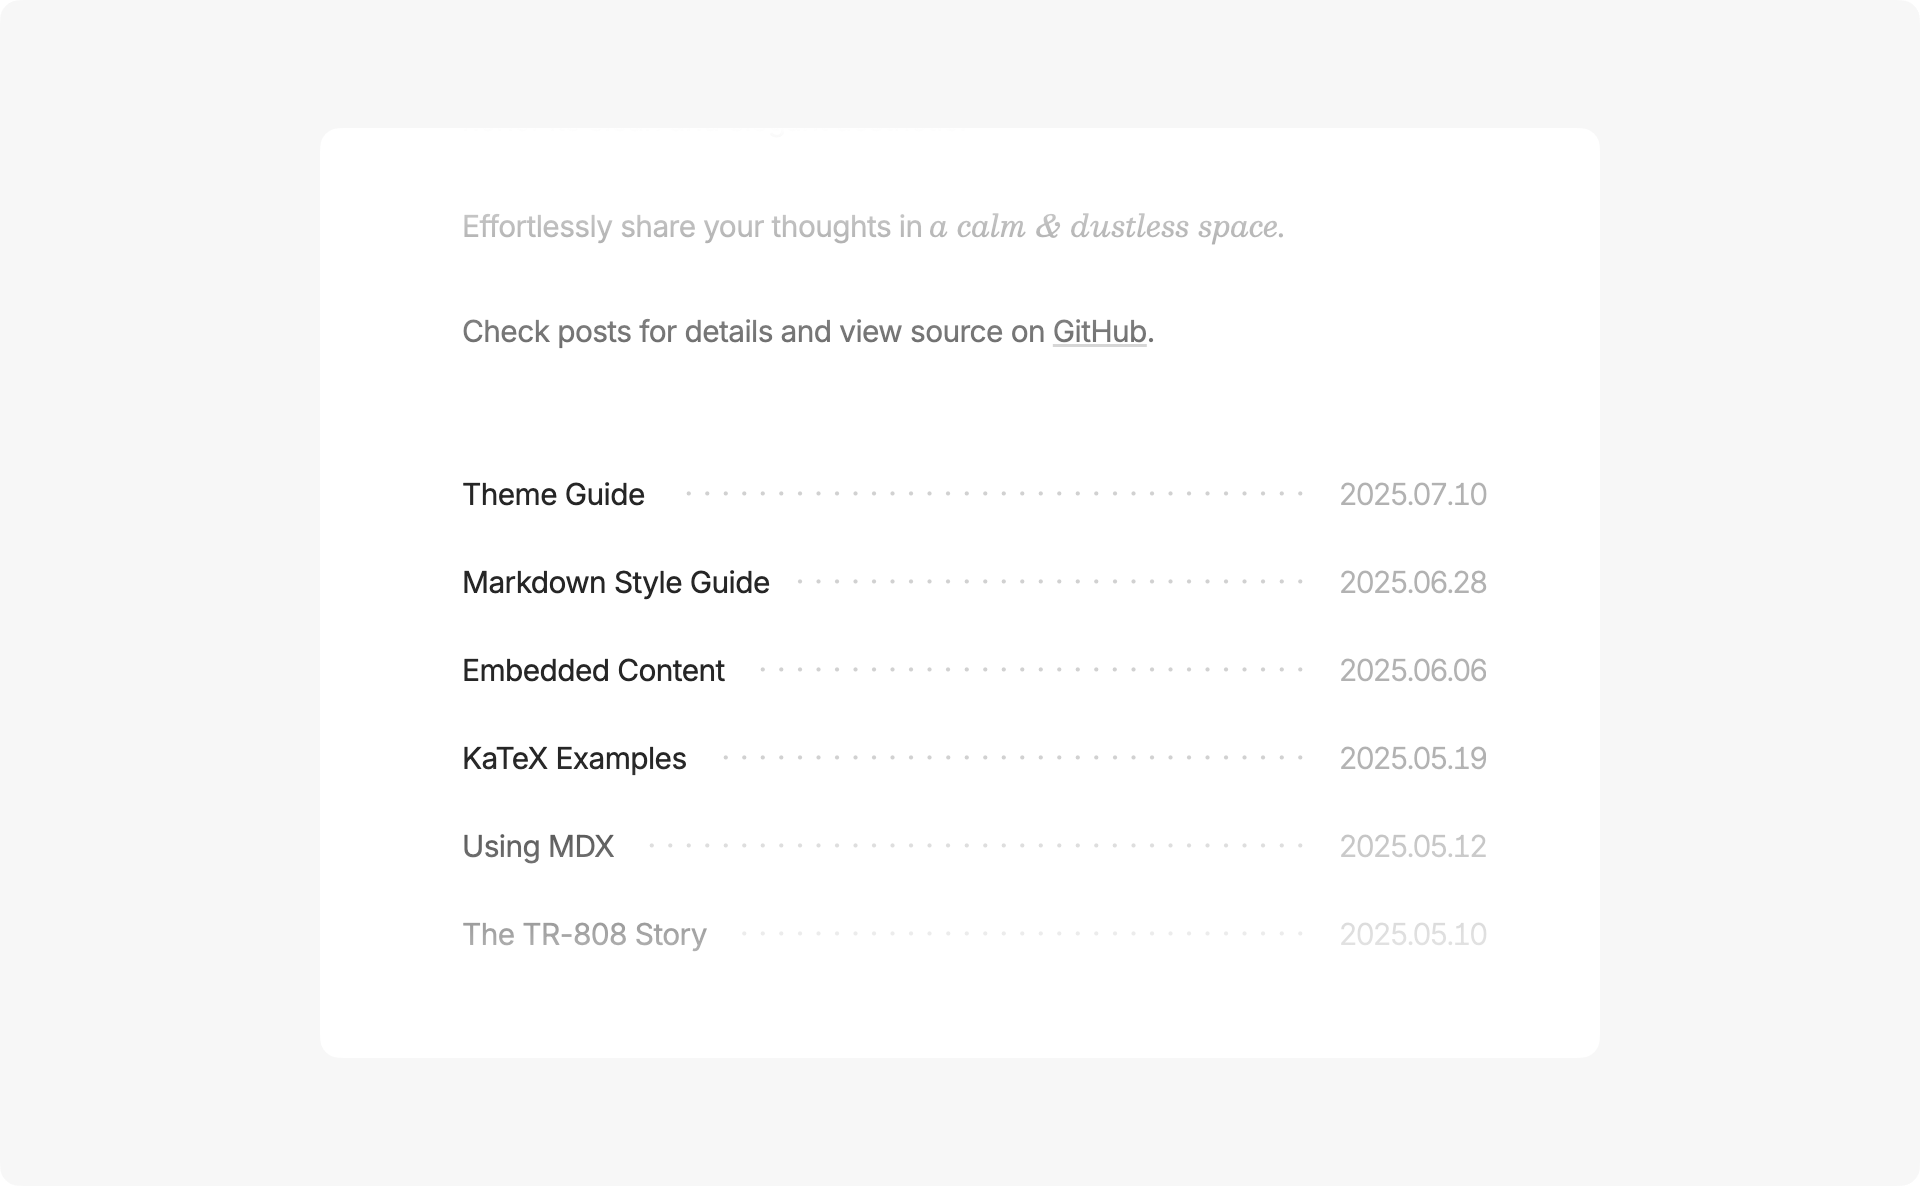 Effortlessly share your thoughts in a calm & dustless space.
Check posts for details and view source on GitHub.
Theme Guide 2025.07.10
Markdown Style Guide 2025.06.28
Embedded Content 2025.06.06
KaTeX Examples 2025.05.19
Using MDX 2025.05.12
The TR-808 Story 2025.05.10